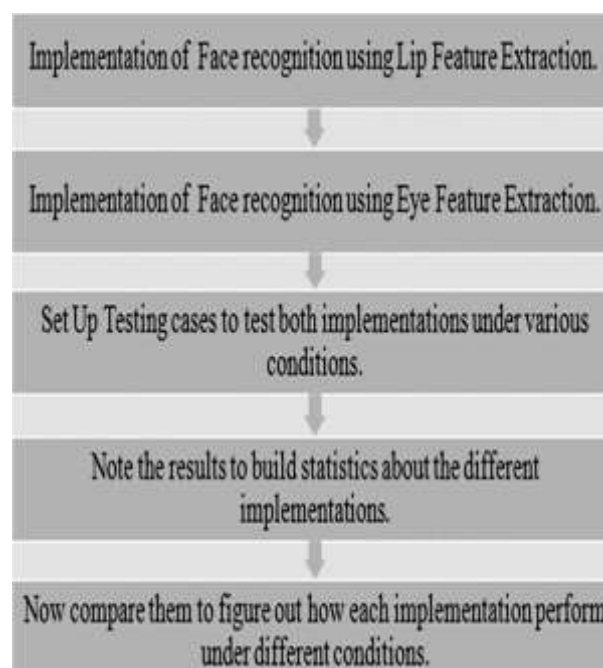 Implementation of Face recognition using Lip Feature Extraction.
Implementation of Face recognition using Eye Feature Extraction.
Set Up Testing cases to test both implementations under various
conditions.
Note the results to build statistics about the different
implementations.
Now compare them to figure out how each implementation perform
under different conditions.